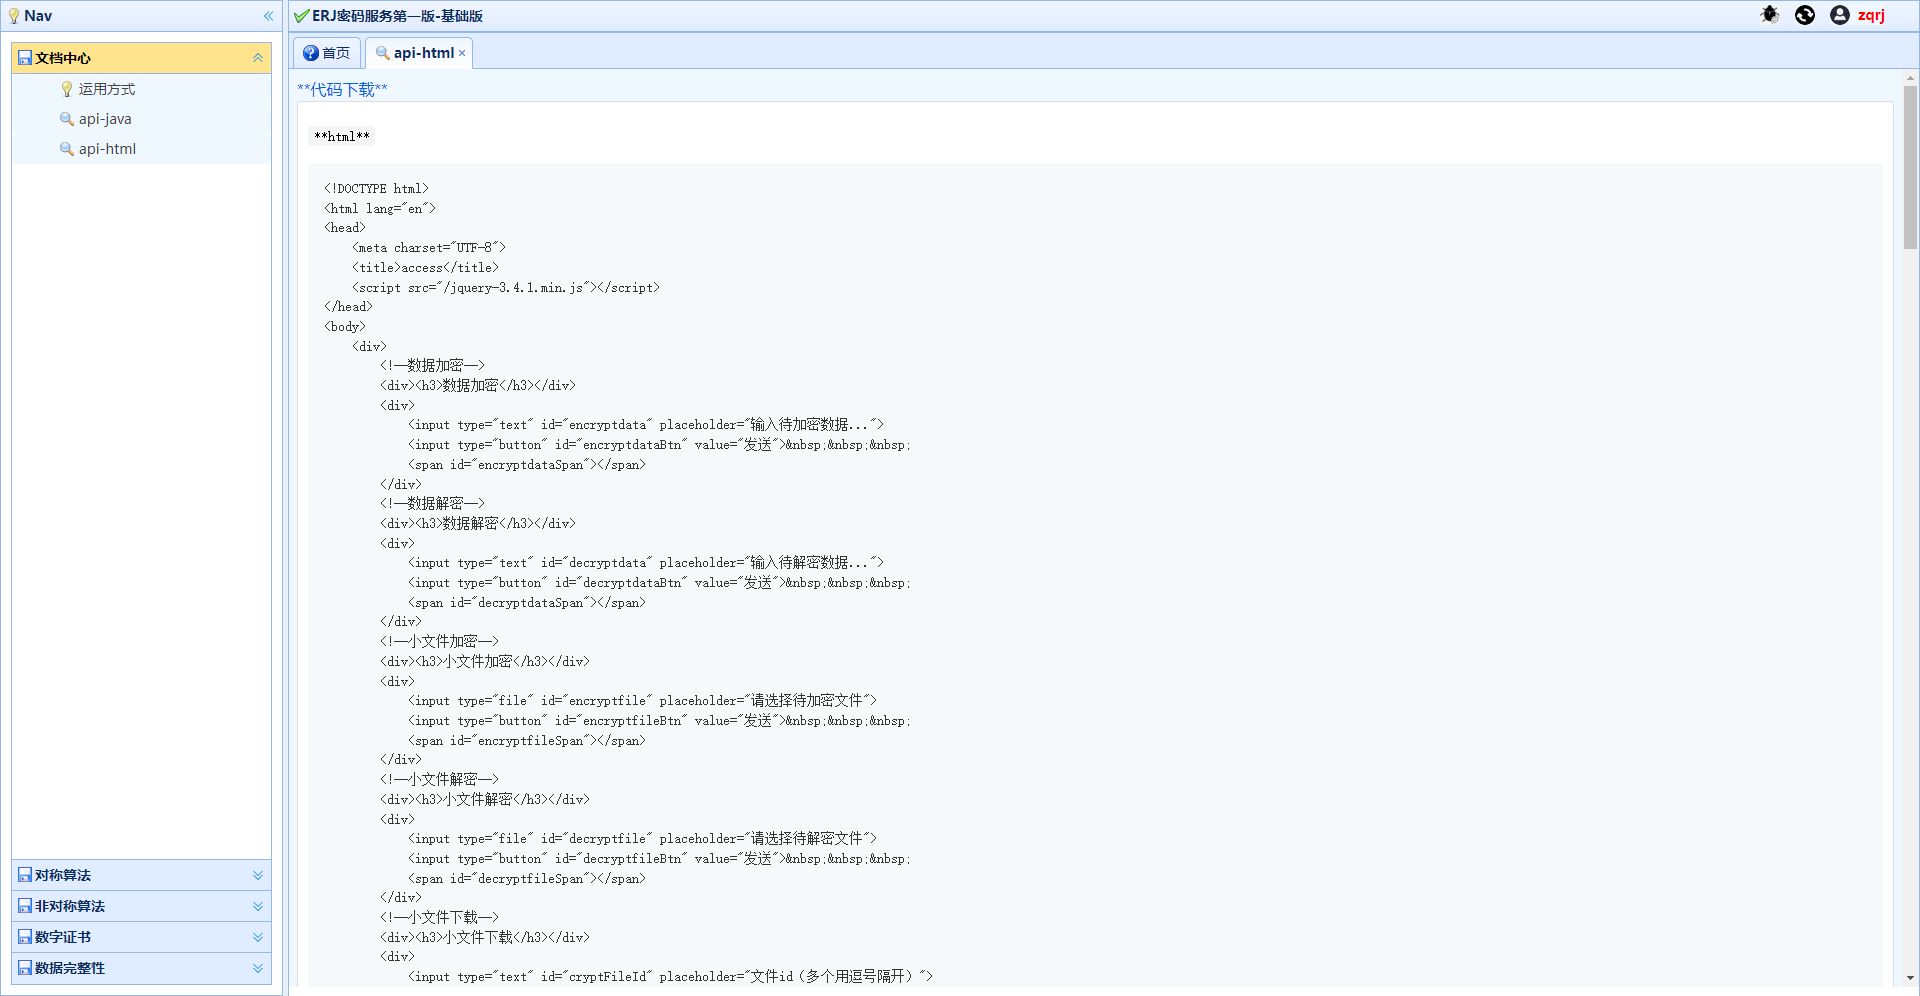 Nav
文档中心
运用方式
api-java
api-html
对称算法
非对称算法
数字证书
数据完整性
ERJ密码服务第一版-基础版
zqrj
首页
api-html
**代码下载**
**html**
<!DOCTYPE html>
<html lang="en">
<head>
    <meta charset="UTF-8">
    <title>access</title>
    <script src="/jquery-3.4.1.min.js"></script>
</head>
<body>
    <div>
        <!—数据加密—>
        <div><h3>数据加密</h3></div>
        <div>
            <input type="text" id="encryptdata" placeholder="输入待加密数据...">
            <input type="button" id="encryptdataBtn" value="发送">&nbsp;&nbsp;&nbsp;
            <span id="encryptdataSpan"></span>
        </div>
        <!—数据解密—>
        <div><h3>数据解密</h3></div>
        <div>
            <input type="text" id="decryptdata" placeholder="输入待解密数据...">
            <input type="button" id="decryptdataBtn" value="发送">&nbsp;&nbsp;&nbsp;
            <span id="decryptdataSpan"></span>
        </div>
        <!—小文件加密—>
        <div><h3>小文件加密</h3></div>
        <div>
            <input type="file" id="encryptfile" placeholder="请选择待加密文件">
            <input type="button" id="encryptfileBtn" value="发送">&nbsp;&nbsp;&nbsp;
            <span id="encryptfileSpan"></span>
        </div>
        <!—小文件解密—>
        <div><h3>小文件解密</h3></div>
        <div>
            <input type="file" id="decryptfile" placeholder="请选择待解密文件">
            <input type="button" id="decryptfileBtn" value="发送">&nbsp;&nbsp;&nbsp;
            <span id="decryptfileSpan"></span>
        </div>
        <!—小文件下载—>
        <div><h3>小文件下载</h3></div>
        <div>
            <input type="text" id="cryptFileId" placeholder="文件id（多个用逗号隔开）">